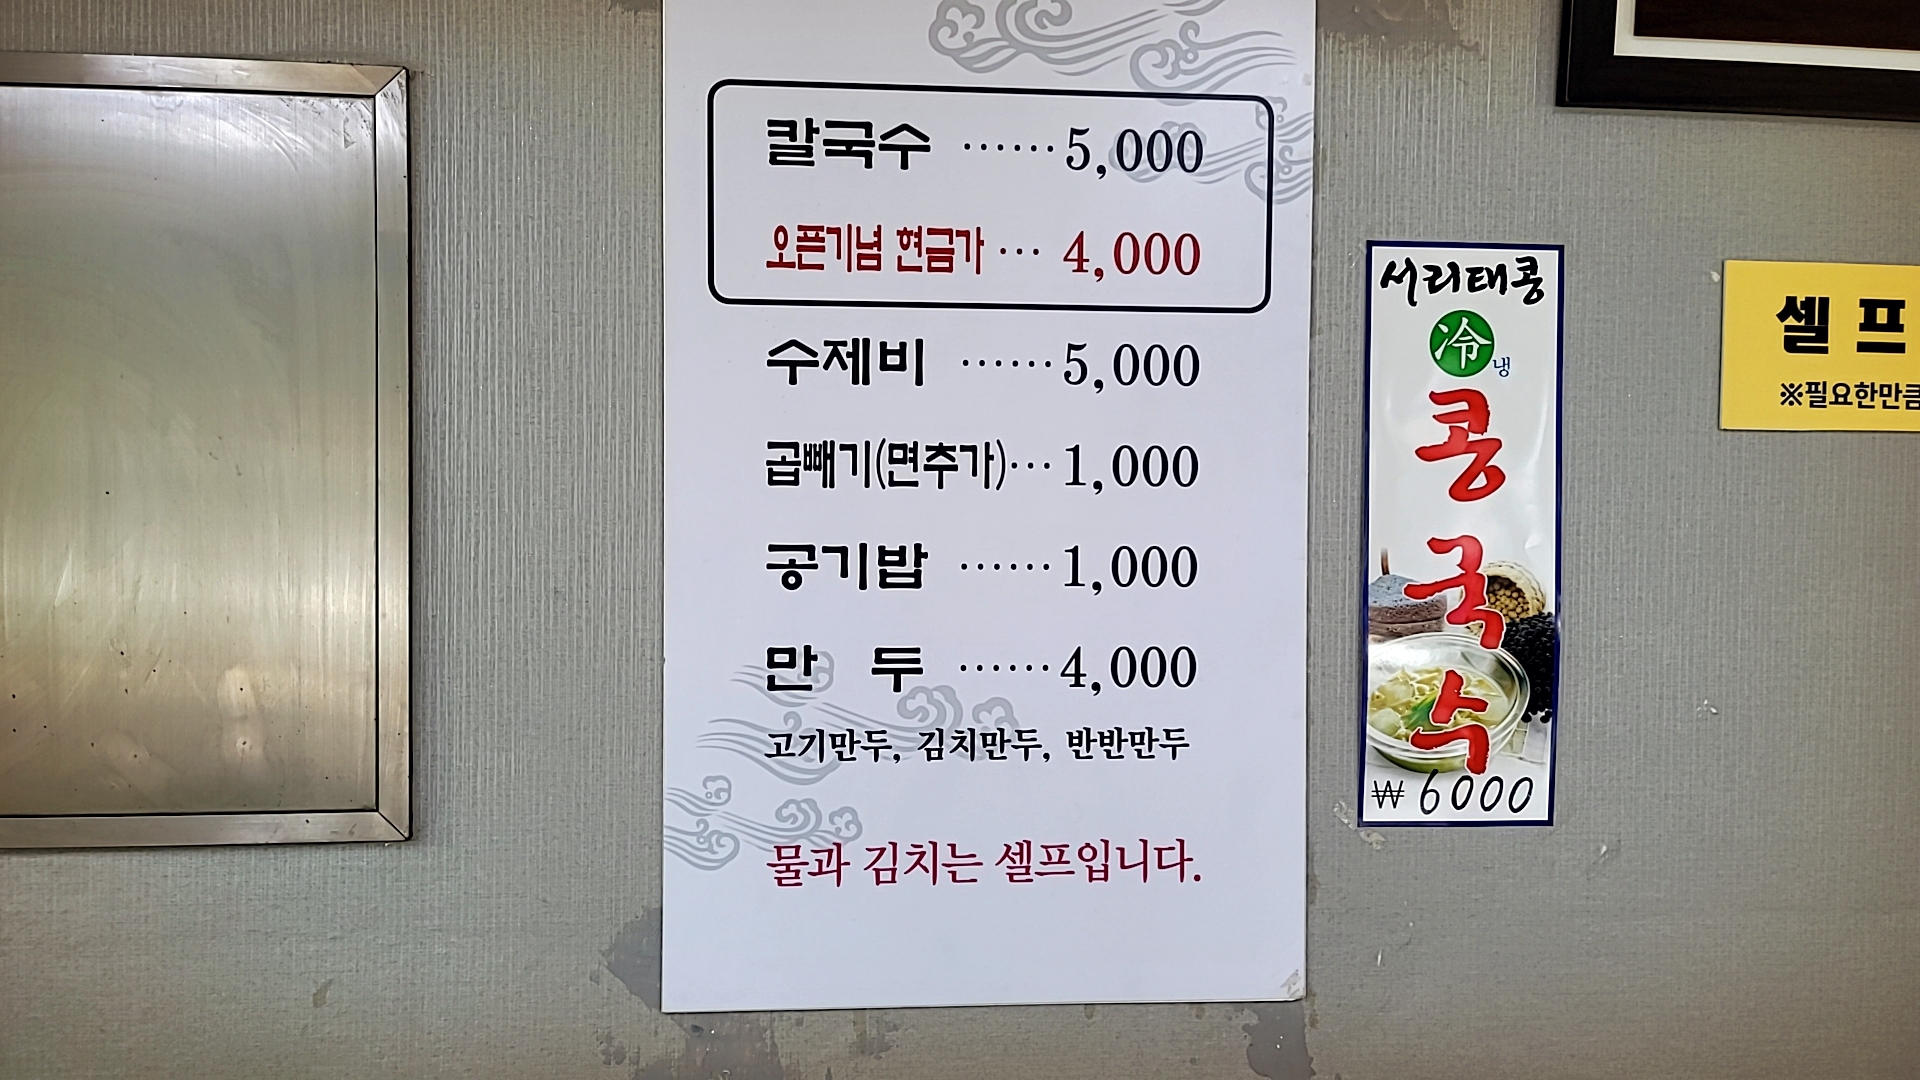 칼국수 ······ 5,000
오픈기념 현금가 ··· 4,000
수제비 ······ 5,000
곱빼기(면추가)··· 1,000
공기밥 ······ 1,000
만 두 ······ 4,000
고기만두, 김치만두, 반반만두
물과 김치는 셀프입니다.
서리태콩
冷냉
콩
국
수
₩6000
셀프
※필요한만큼